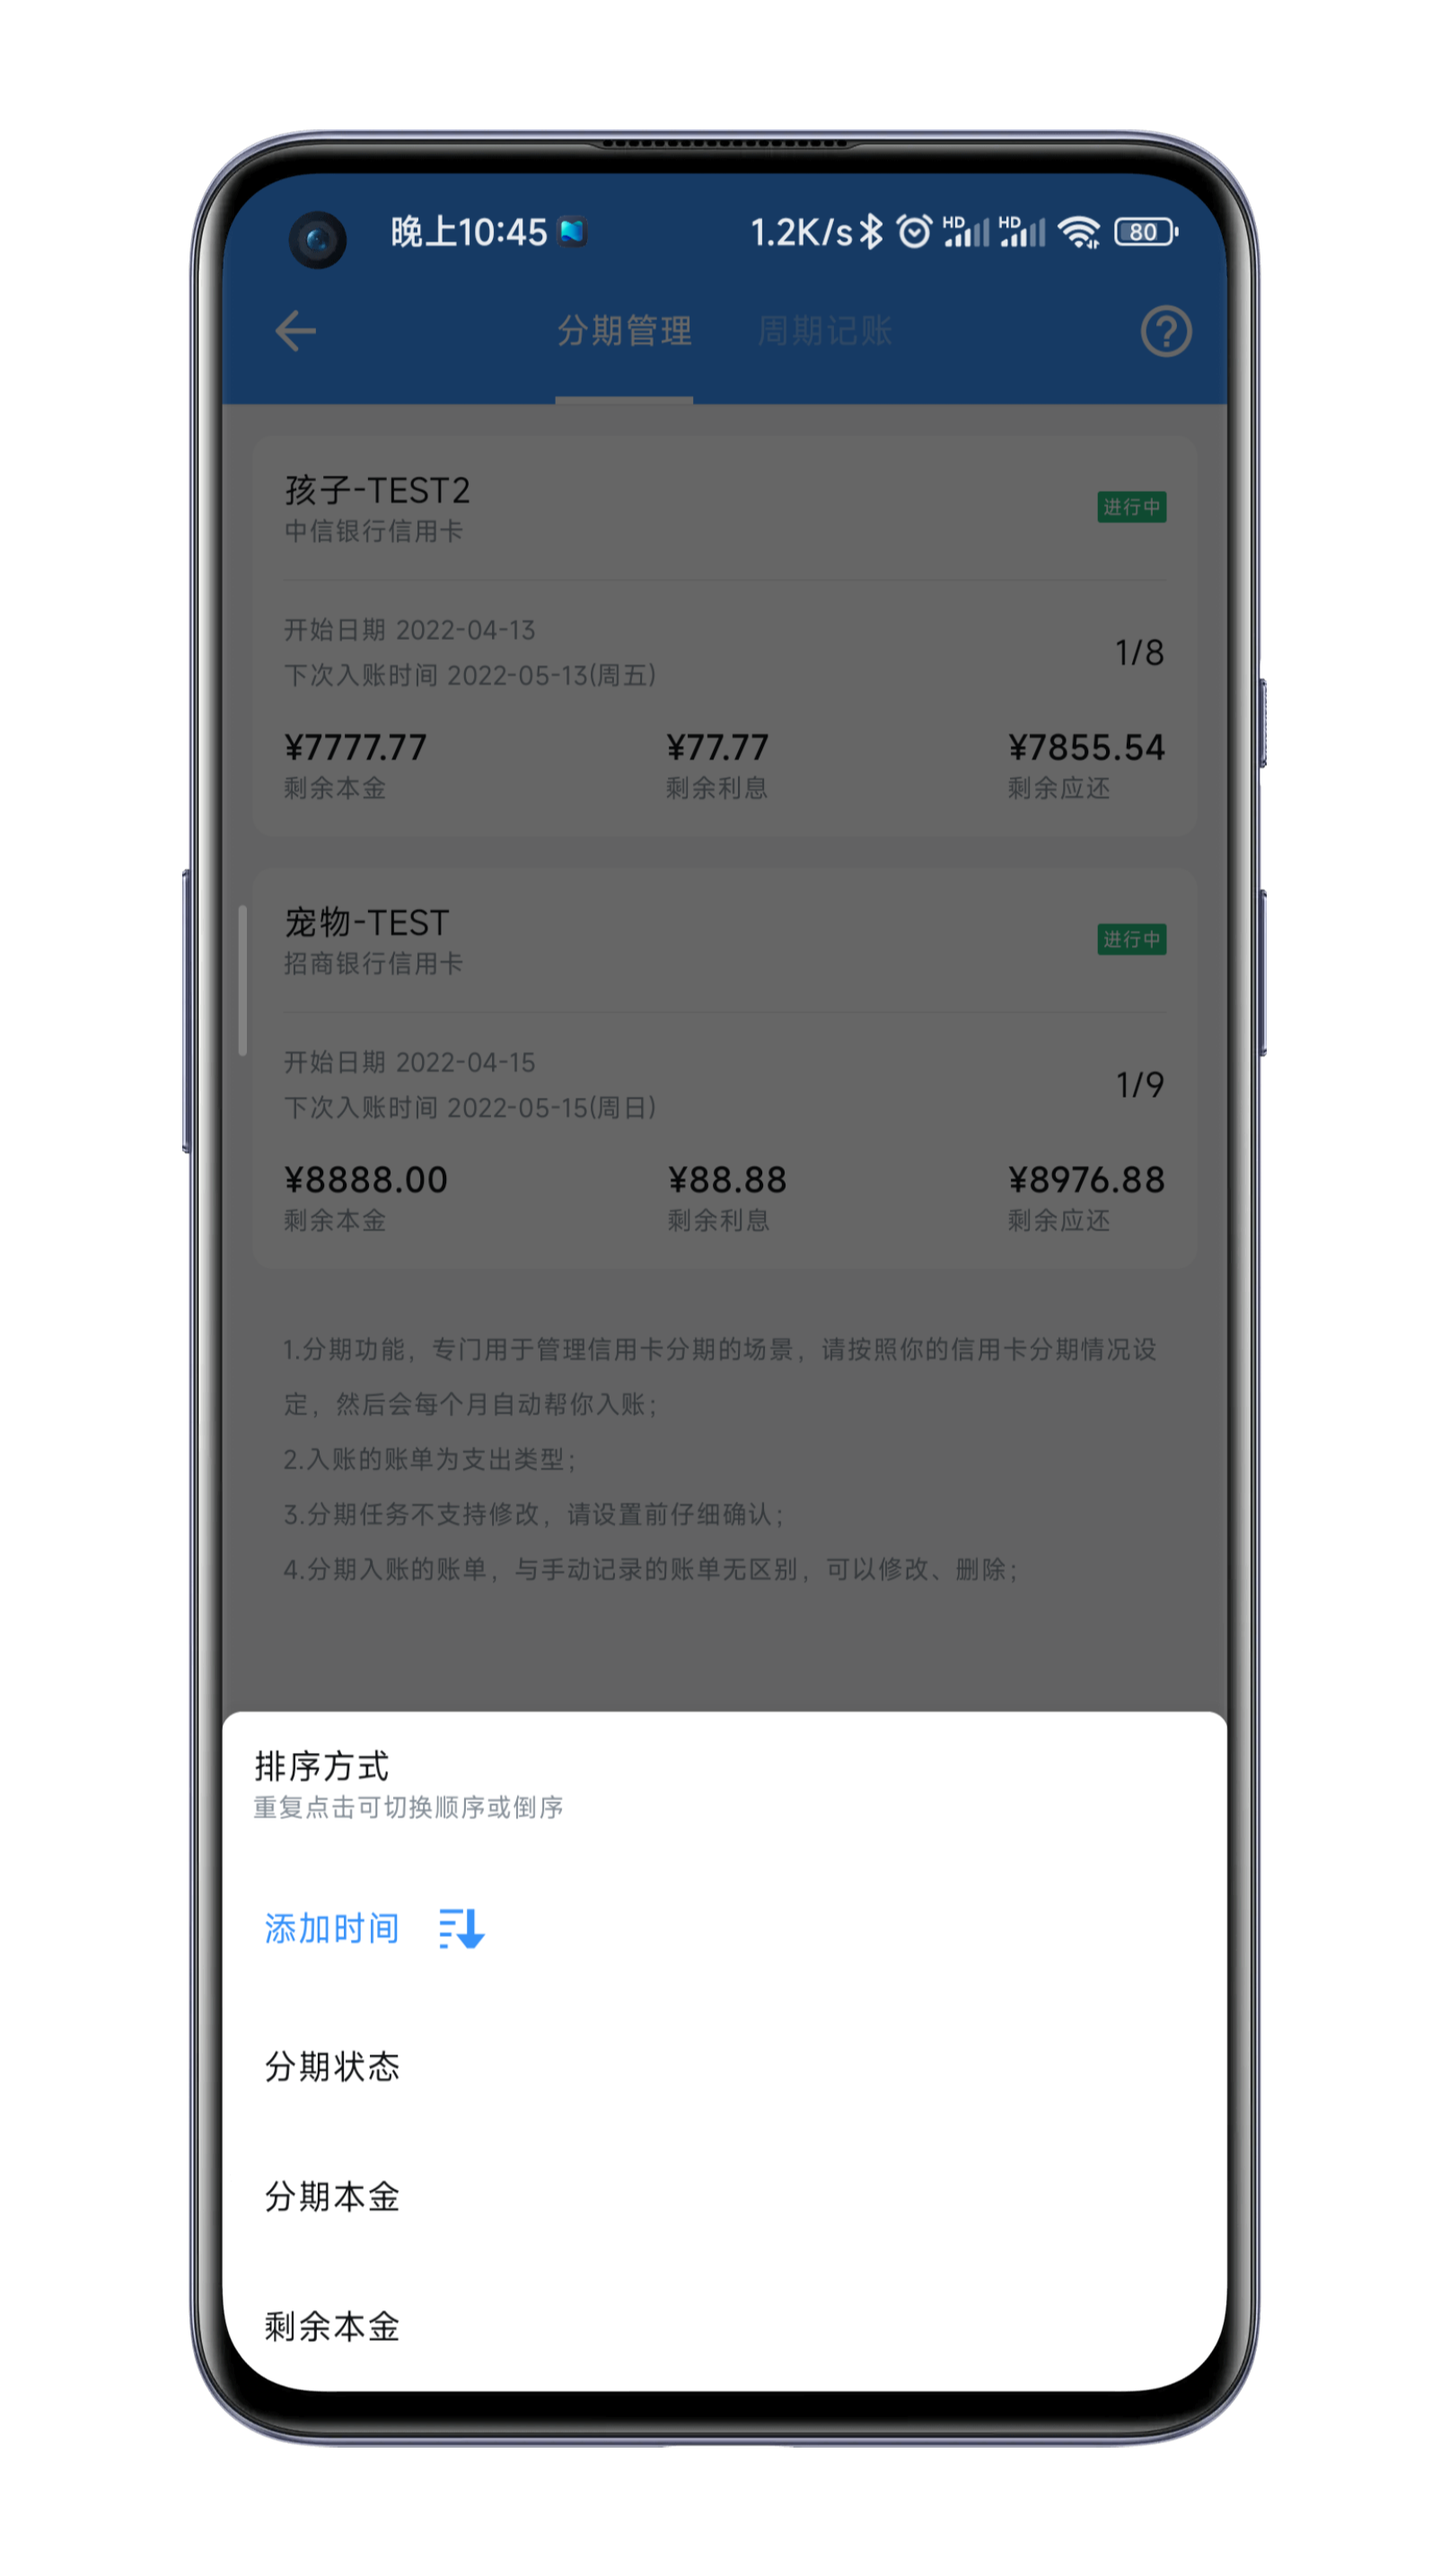 晚上10:45 1.2K/s HD HD 80
分期管理 周期记账
孩子-TEST2
中信银行信用卡
进行中
开始日期 2022-04-13
下次入账时间 2022-05-13(周五)
1/8
¥7777.77 ¥77.77 ¥7855.54
剩余本金 剩余利息 剩余应还
宠物-TEST
招商银行信用卡
进行中
开始日期 2022-04-15
下次入账时间 2022-05-15(周日)
1/9
¥8888.00 ¥88.88 ¥8976.88
剩余本金 剩余利息 剩余应还
1.分期功能，专门用于管理信用卡分期的场景，请按照你的信用卡分期情况设
定，然后会每个月自动帮你入账；
2.入账的账单为支出类型；
3.分期任务不支持修改，请设置前仔细确认；
4.分期入账的账单，与手动记录的账单无区别，可以修改、删除；
排序方式
重复点击可切换顺序或倒序
添加时间
分期状态
分期本金
剩余本金